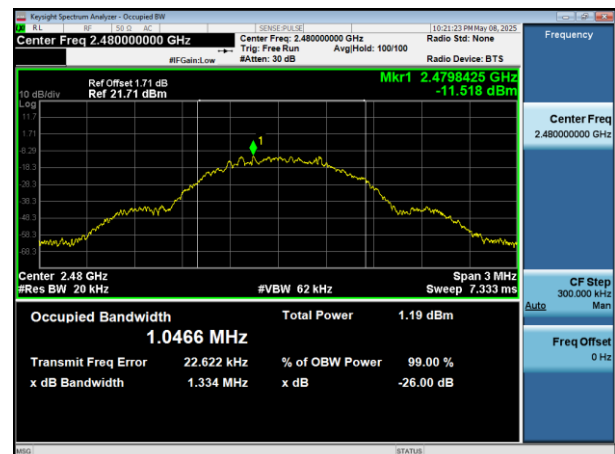 Keysight Spectrum Analyzer - Occupied BW
RL RF 50 Ω AC SENSE:PULSE 10:21:23 PM May 08, 2025
Center Freq 2.480000000 GHz
Center Freq: 2.480000000 GHz
Radio Std: None
Trig: Free Run Avg|Hold: 100/100
#IFGain:Low
#Atten: 30 dB
Radio Device: BTS
Frequency
Ref Offset 1.71 dB
10 dB/div Ref 21.71 dBm
Mkr1 2.4798425 GHz
-11.518 dBm
Log
11.7
1.71
-8.29
-18.3
-28.3
-38.3
-48.3
-58.3
-68.3
1
Center 2.48 GHz
Span 3 MHz
#Res BW 20 kHz
#VBW 62 kHz
Sweep 7.333 ms
Occupied Bandwidth
1.0466 MHz
Total Power 1.19 dBm
Transmit Freq Error 22.622 kHz
% of OBW Power 99.00 %
x dB Bandwidth 1.334 MHz
x dB -26.00 dB
Center Freq
2.480000000 GHz
CF Step
300.000 kHz
Auto Man
Freq Offset
0 Hz
MSG
STATUS